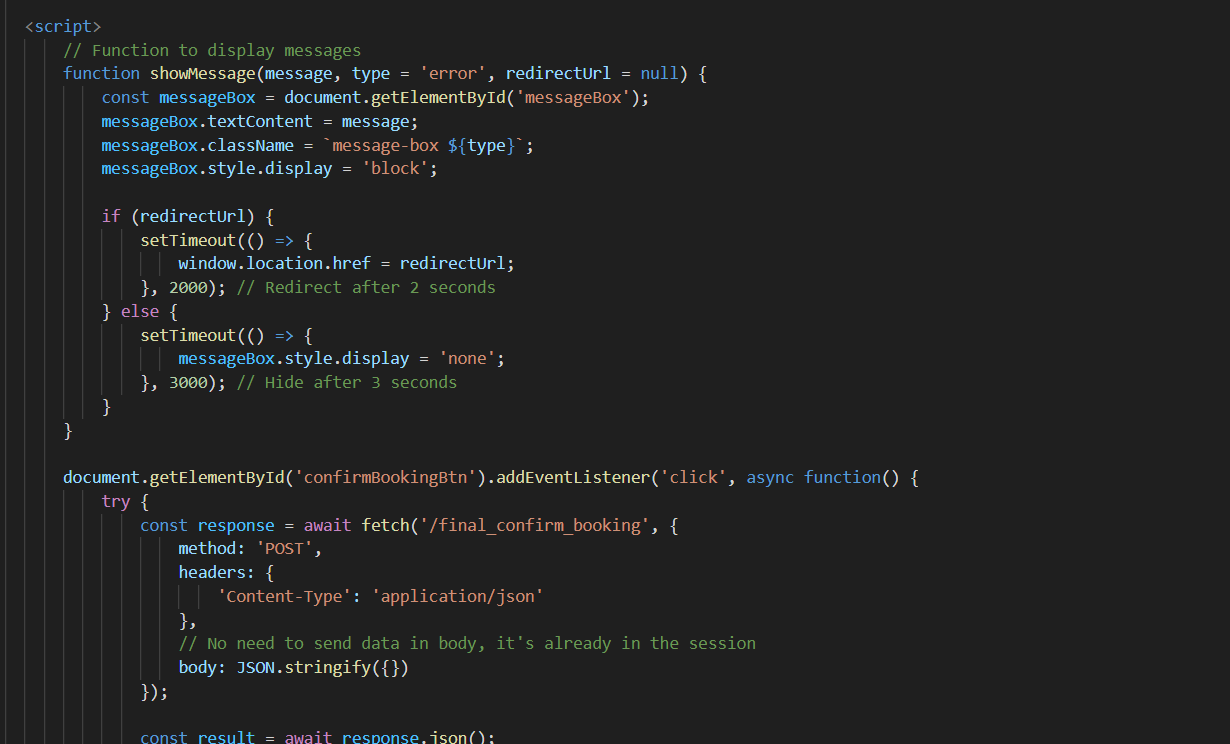 <script>
// Function to display messages
function showMessage(message, type = 'error', redirectUrl = null) {
const messageBox = document.getElementById('messageBox');
messageBox.textContent = message;
messageBox.className = `message-box ${type}`;
messageBox.style.display = 'block';
if (redirectUrl) {
setTimeout(() => {
window.location.href = redirectUrl;
}, 2000); // Redirect after 2 seconds
} else {
setTimeout(() => {
messageBox.style.display = 'none';
}, 3000); // Hide after 3 seconds
}
}
document.getElementById('confirmBookingBtn').addEventListener('click', async function() {
try {
const response = await fetch('/final_confirm_booking', {
method: 'POST',
headers: {
'Content-Type': 'application/json'
},
// No need to send data in body, it's already in the session
body: JSON.stringify({})
});
const result = await response.json();